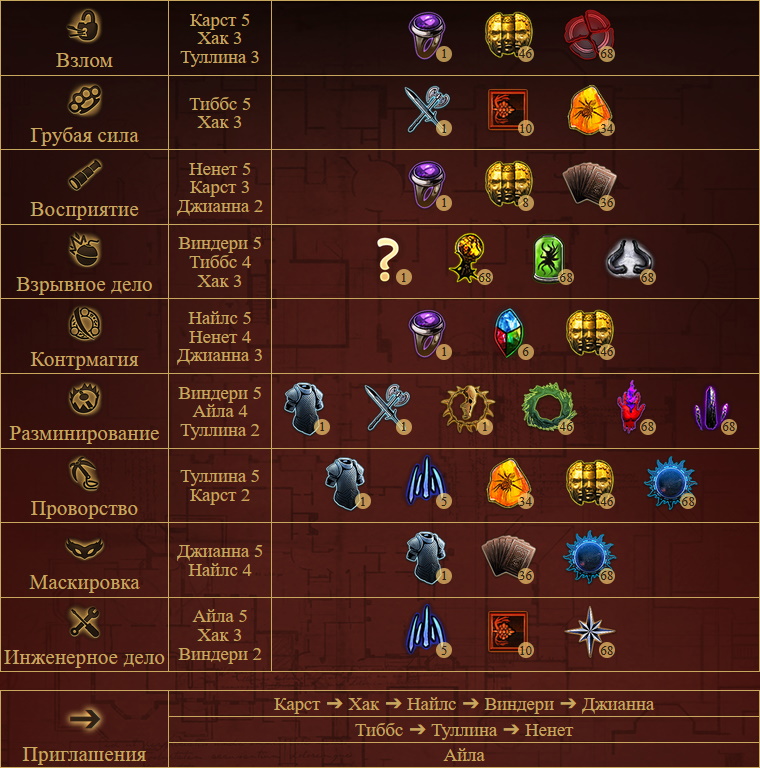 Взлом
Карст 5
Хак 3
Туллина 3
1 46 68
Грубая сила
Тиббс 5
Хак 3
1 10 34
Восприятие
Ненет 5
Карст 3
Джианна 2
1 8 36
Взрывное дело
Виндери 5
Тиббс 4
Хак 3
? 1 68 68 68
Контрмагия
Найлс 5
Ненет 4
Джианна 3
1 6 46
Разминирование
Виндери 5
Айла 4
Туллина 2
1 1 1 46 68 68
Проворство
Туллина 5
Карст 2
1 5 34 46 68
Маскировка
Джианна 5
Найлс 4
1 36 68
Инженерное дело
Айла 5
Хак 3
Виндери 2
5 10 68
Приглашения
Карст ➔ Хак ➔ Найлс ➔ Виндери ➔ Джианна
Тиббс ➔ Туллина ➔ Ненет
Айла